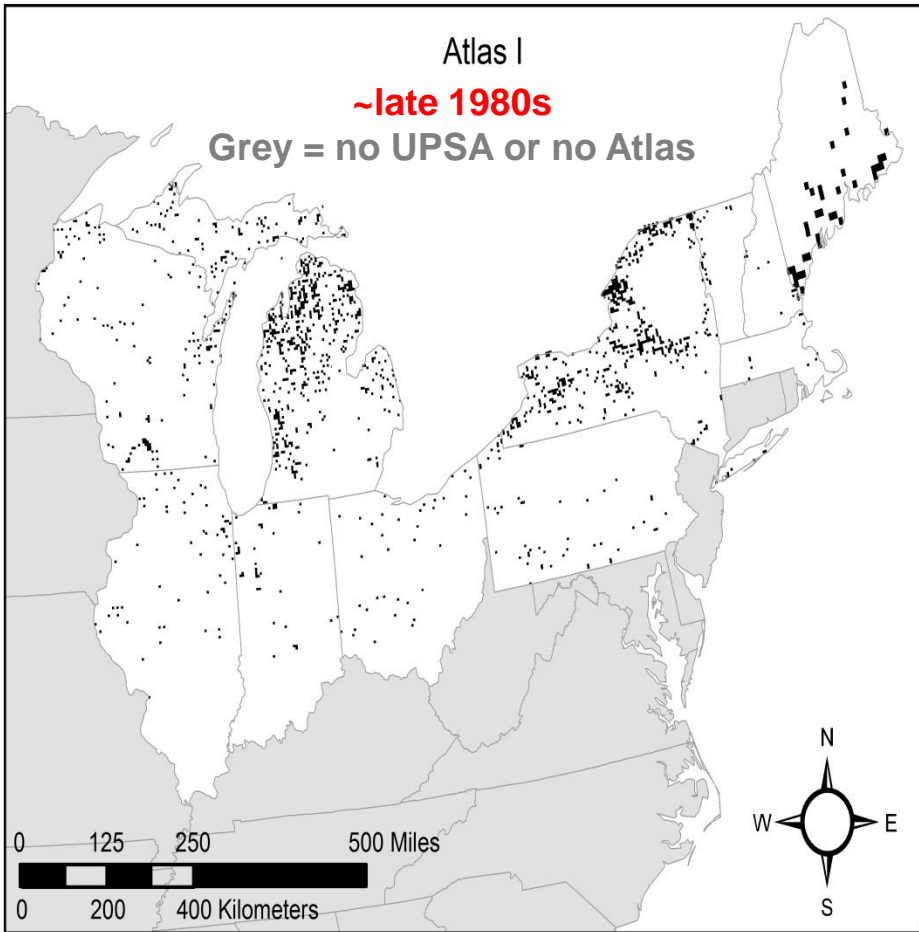 Atlas I
~late 1980s
Grey = no UPSA or no Atlas
N
W E
S
0 125 250 500 Miles
0 200 400 Kilometers